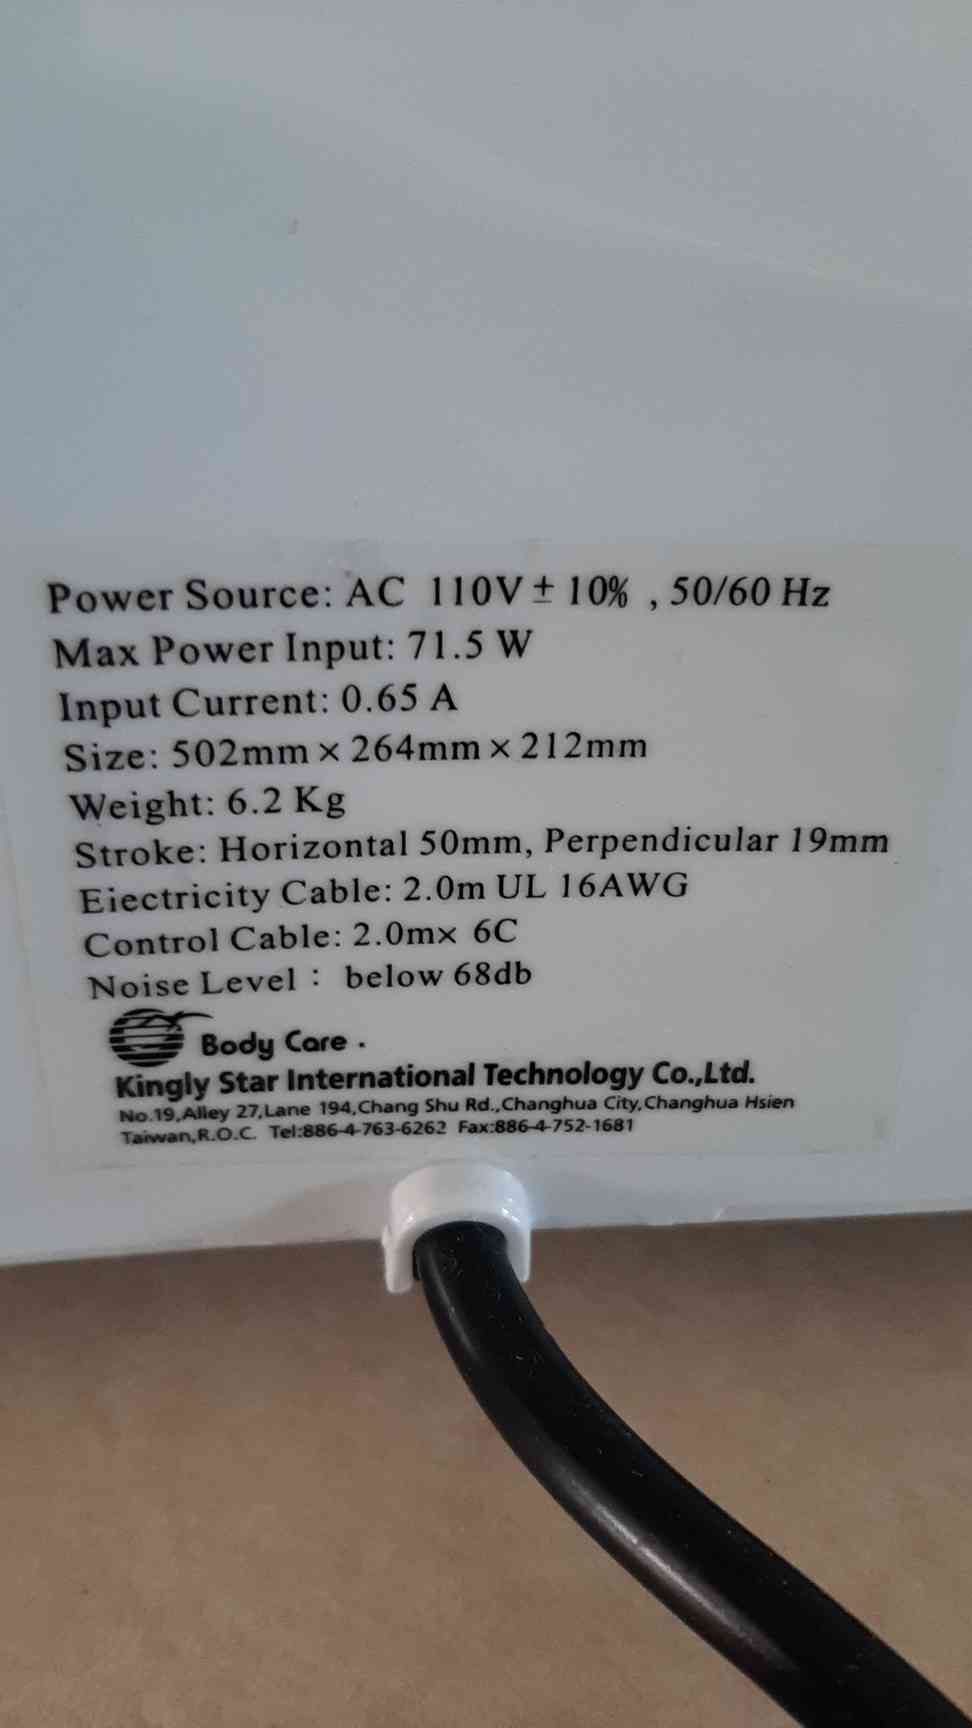 Power Source: AC 110V ± 10% , 50/60 Hz
Max Power Input: 71.5 W
Input Current: 0.65 A
Size: 502mm × 264mm × 212mm
Weight: 6.2 Kg
Stroke: Horizontal 50mm, Perpendicular 19mm
Eiectricity Cable: 2.0m UL 16AWG
Control Cable: 2.0m× 6C
Noise Level : below 68db
Body Care .
Kingly Star International Technology Co.,Ltd.
No.19,Alley 27,Lane 194,Chang Shu Rd.,Changhua City,Changhua Hsien
Taiwan,R.O.C. Tel:886-4-763-6262 Fax:886-4-752-1681